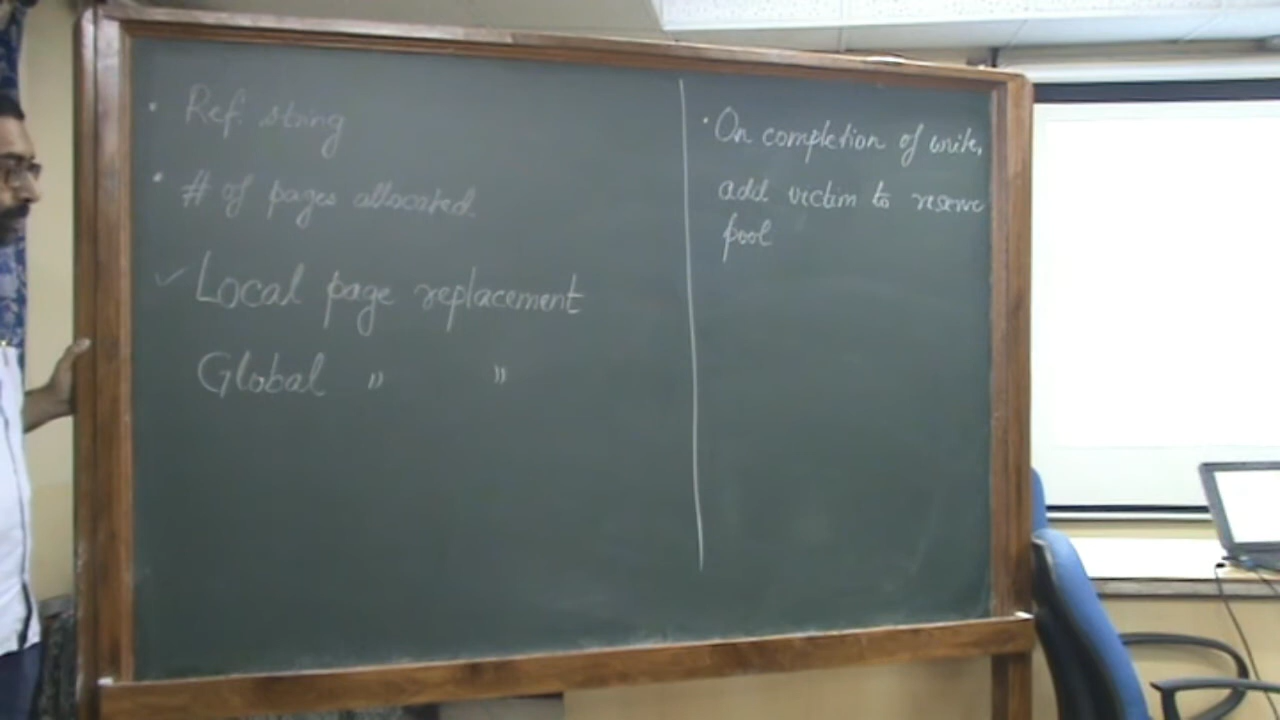 • Ref. string
• # of pages allocated.
✓ Local page replacement
Global " "
• On completion of write,
add victim to reserve
pool